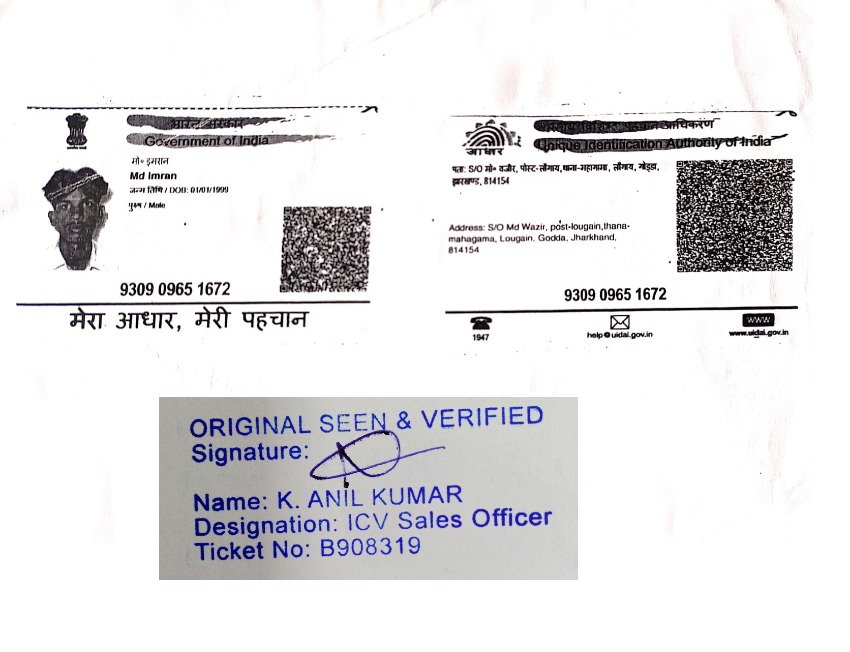 भारत सरकार
Government of India
मो० इमरान
Md Imran
जन्म तिथि / DOB: 01/01/1999
पुरुष / Male
9309 0965 1672
मेरा आधार, मेरी पहचान
आधार
प्राधिकरण
Unique Identification Authority of India
पता: S/O मो० वजीर, पोस्ट-लौगाय,थाना-महागामा, लौगाय, गोड्डा,
झारखण्ड, 814154
Address: S/O Md Wazir, post-lougain,thana-
mahagama, Lougain, Godda, Jharkhand,
814154
9309 0965 1672
1947
help@uidai.gov.in
WWW
www.uidai.gov.in
ORIGINAL SEEN & VERIFIED
Signature:
Name: K. ANIL KUMAR
Designation: ICV Sales Officer
Ticket No: B908319